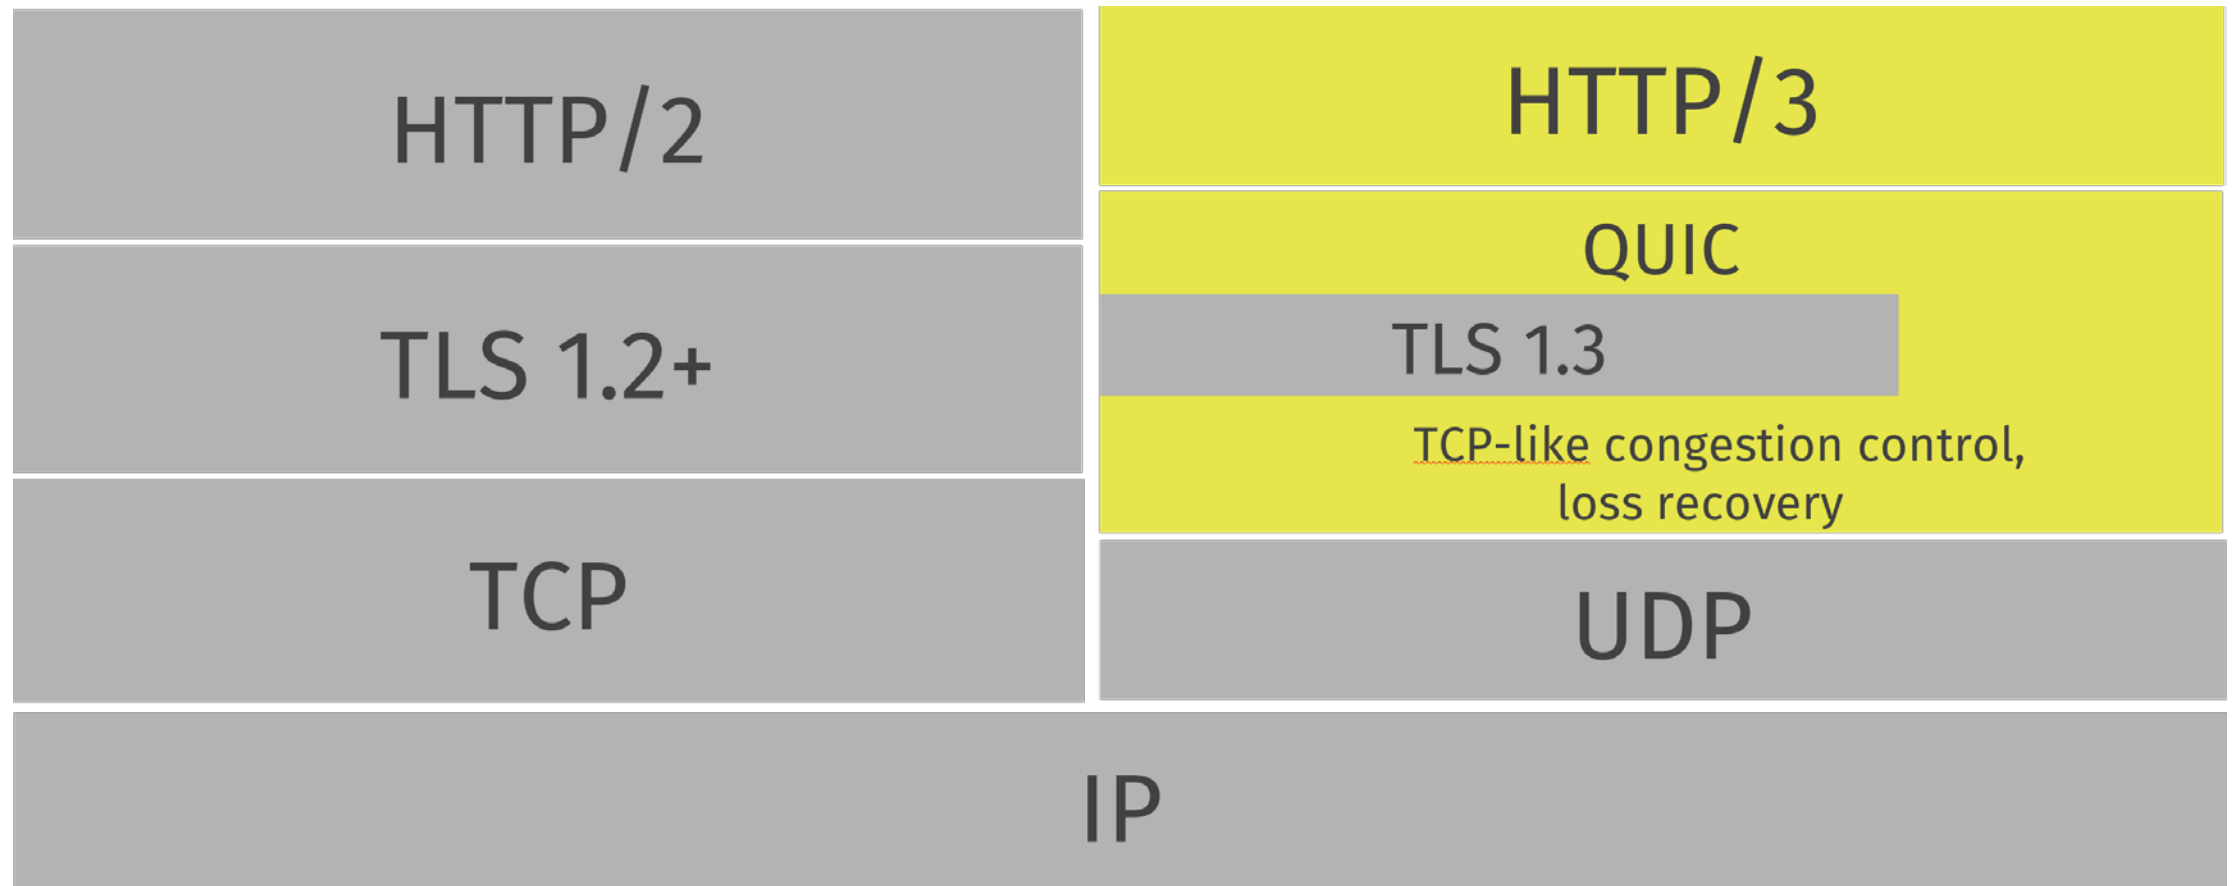 HTTP/2
TLS 1.2+
TCP
HTTP/3
QUIC
TLS 1.3
TCP-like congestion control,
loss recovery
UDP
IP